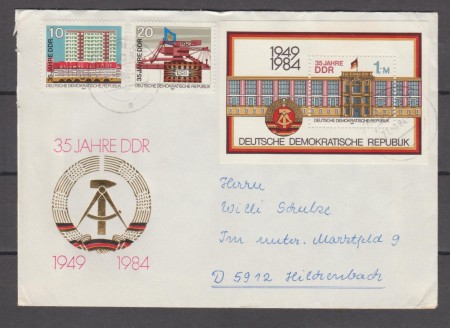 10
DEUTSCHE DEMOKRATISCHE REPUBLIK
35 JAHRE DDR
20
DEUTSCHE DEMOKRATISCHE REPUBLIK
35 JAHRE DDR
1949
1984
35 JAHRE
DDR
1 M
DEUTSCHE DEMOKRATISCHE REPUBLIK
DEUTSCHE DEMOKRATISCHE REPUBLIK
35 JAHRE DDR
1949 1984
Herrn
Willi Schulze
Im unter. Marktfeld 9
D 5912 Hilchenbach